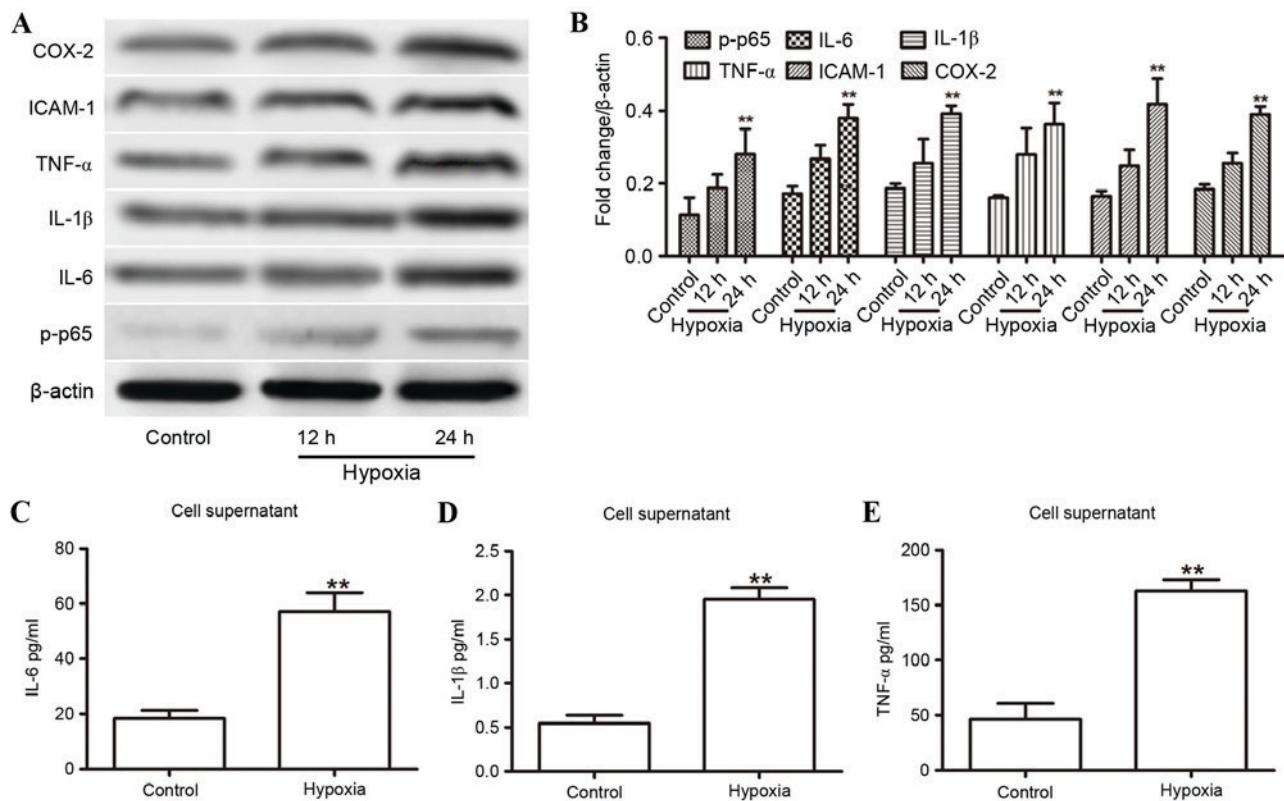 A
COX-2
ICAM-1
TNF-α
IL-1β
IL-6
p-p65
β-actin
Control 12 h 24 h
Hypoxia
B
p-p65 IL-6 IL-1β
TNF-α ICAM-1 COX-2
Fold change/β-actin
0.6
0.4
0.2
0.0
** ** ** ** ** **
Control 12 h 24 h Control 12 h 24 h Control 12 h 24 h Control 12 h 24 h Control 12 h 24 h Control 12 h 24 h
Hypoxia Hypoxia Hypoxia Hypoxia Hypoxia Hypoxia
C
Cell supernatant
IL-6 pg/ml
80
60
40
20
0
**
Control Hypoxia
D
Cell supernatant
IL-1β pg/ml
2.5
2.0
1.5
1.0
0.5
0.0
**
Control Hypoxia
E
Cell supernatant
TNF-α pg/ml
200
150
100
50
0
**
Control Hypoxia